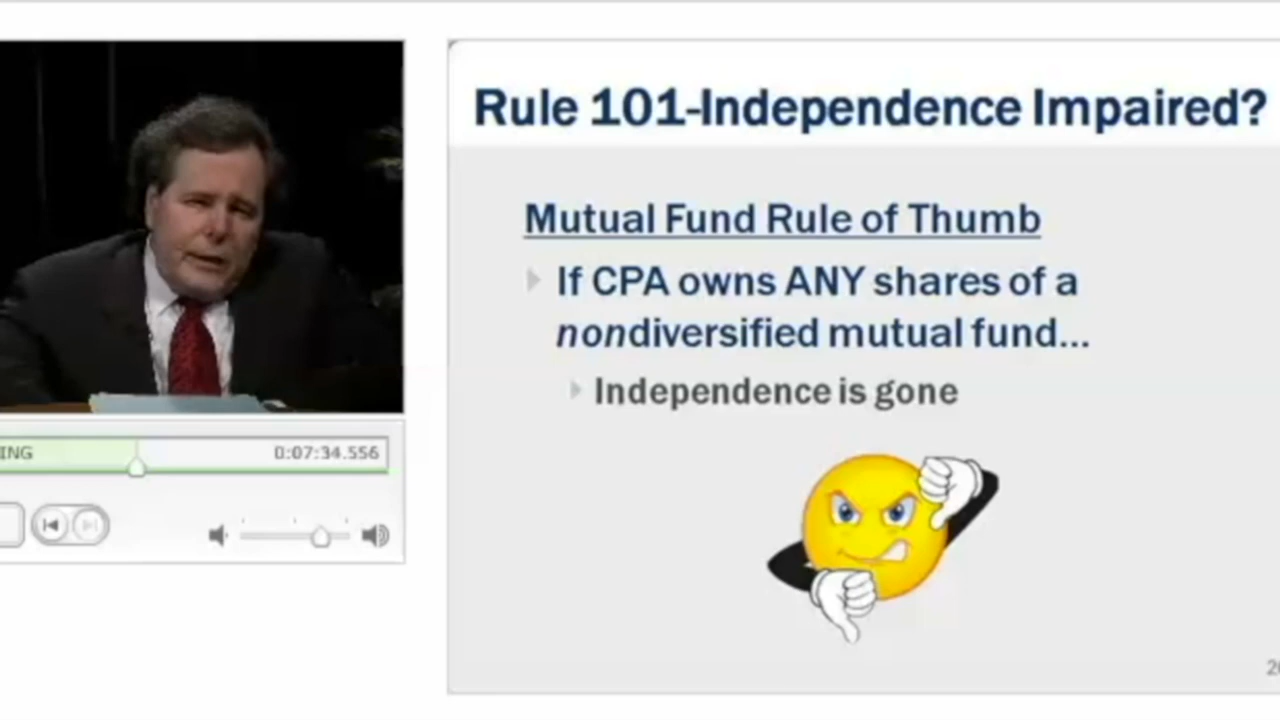 Rule 101-Independence Impaired?
Mutual Fund Rule of Thumb
If CPA owns ANY shares of a
nondiversified mutual fund...
Independence is gone
ING
0:07:34.556